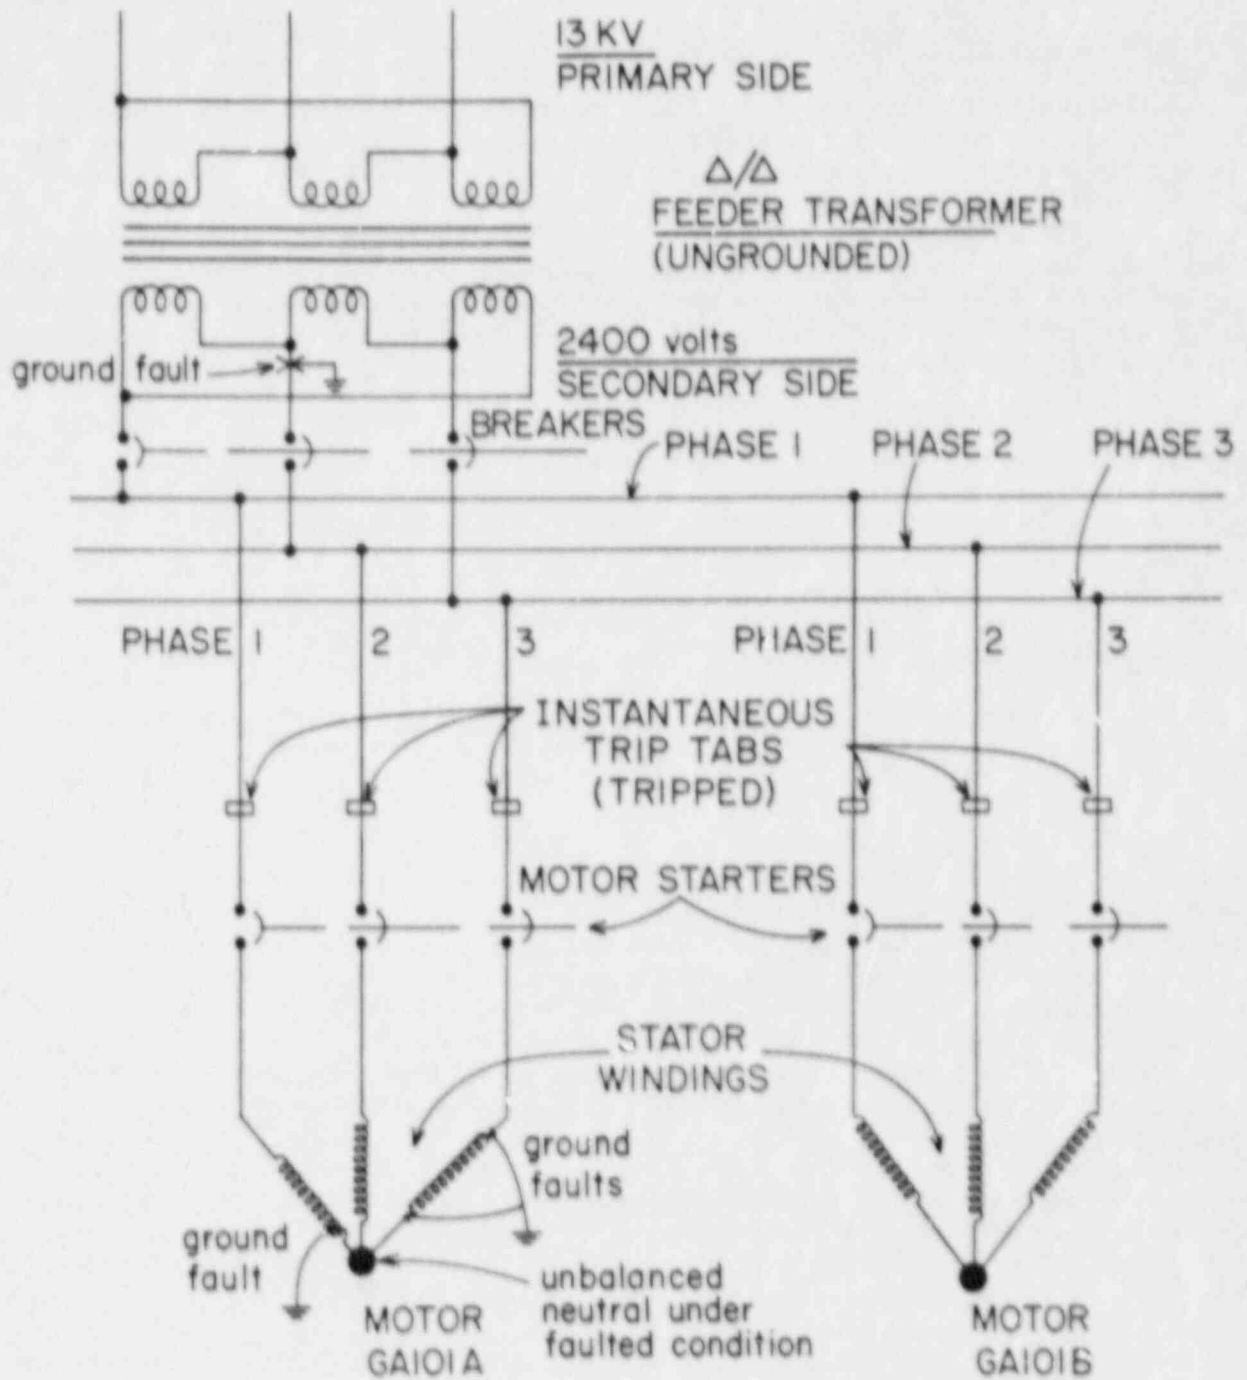 13 KV
PRIMARY SIDE
Δ/Δ
FEEDER TRANSFORMER
(UNGROUNDED)
2400 volts
SECONDARY SIDE
ground fault
BREAKERS
PHASE 1
PHASE 2
PHASE 3
PHASE 1
2
3
PHASE 1
2
3
INSTANTANEOUS
TRIP TABS
(TRIPPED)
MOTOR STARTERS
STATOR
WINDINGS
ground
faults
ground
fault
unbalanced
neutral under
faulted condition
MOTOR
GA101A
MOTOR
GA101B